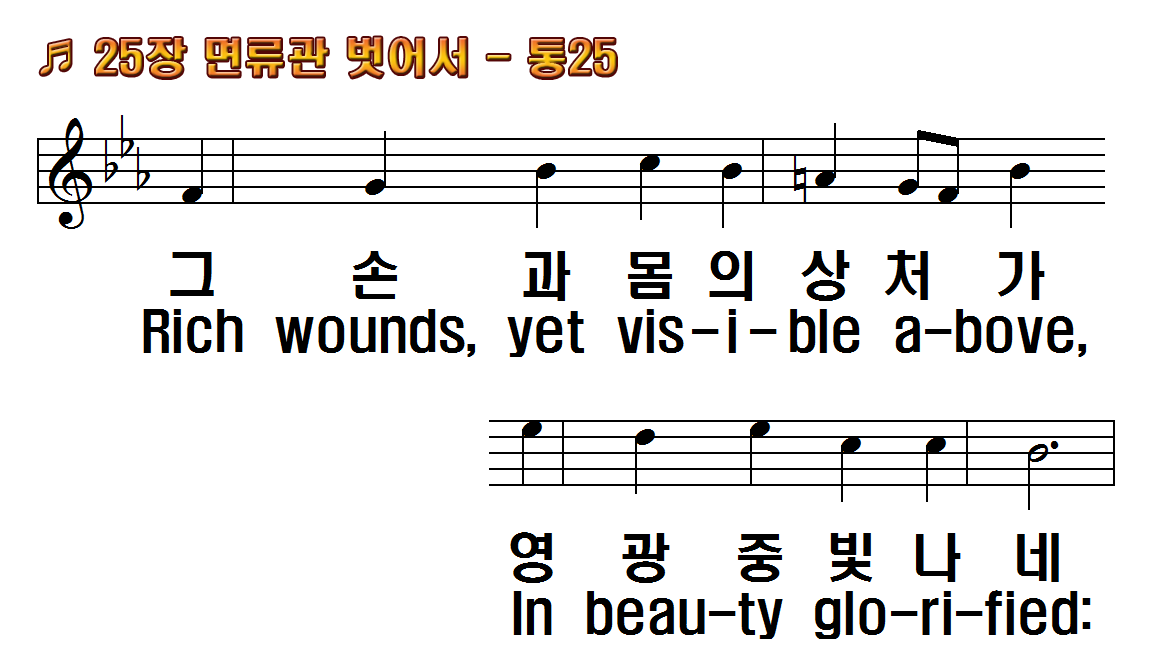 ♬ 25장 면류관 벗어서 - 통25
그 손 과 몸 의 상 처 가
Rich wounds, yet vis-i-ble a-bove,
영 광 중 빛 나 네
In beau-ty glo-ri-fied: